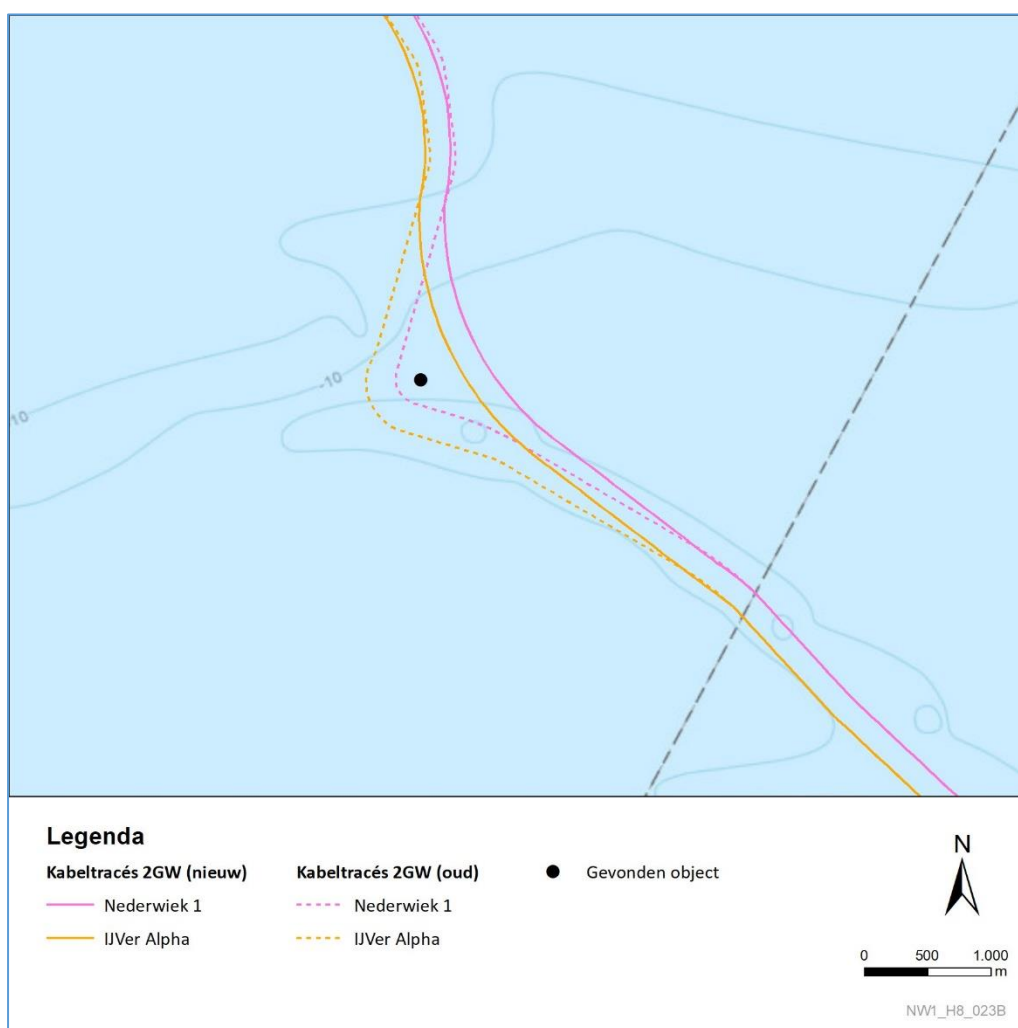 -10
10
Legenda
Kabeltracés 2GW (nieuw)
Nederwiek 1
IJVer Alpha
Kabeltracés 2GW (oud)
Nederwiek 1
IJVer Alpha
Gevonden object
N
0 500 1.000
m
NW1_H8_023B